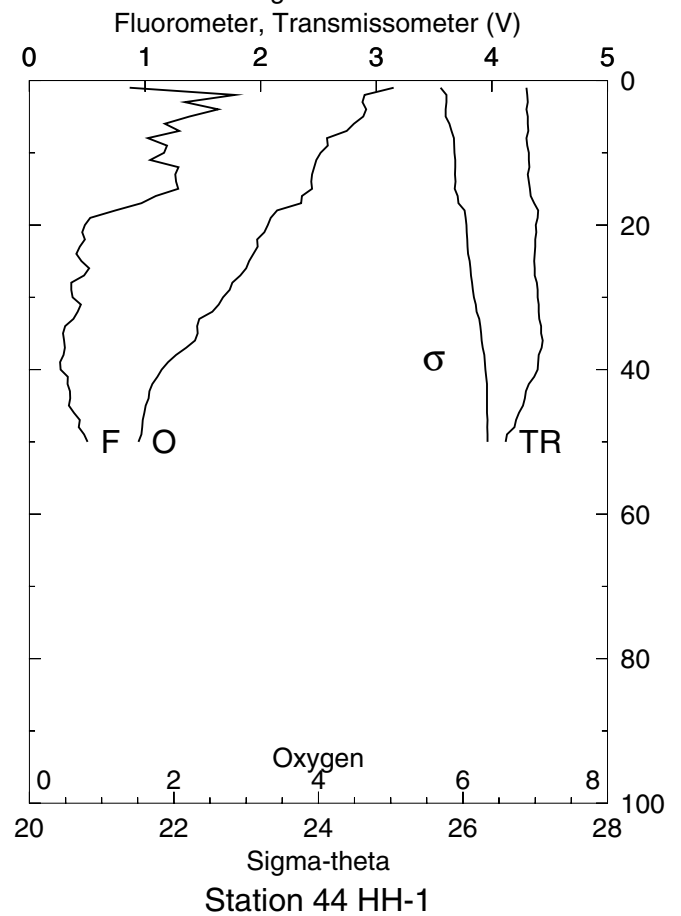 Fluorometer, Transmissometer (V)
0 1 2 3 4 5
0
20
σ
40
F O TR
60
80
Oxygen
0 2 4 6 8
100
20 22 24 26 28
Sigma-theta
Station 44 HH-1